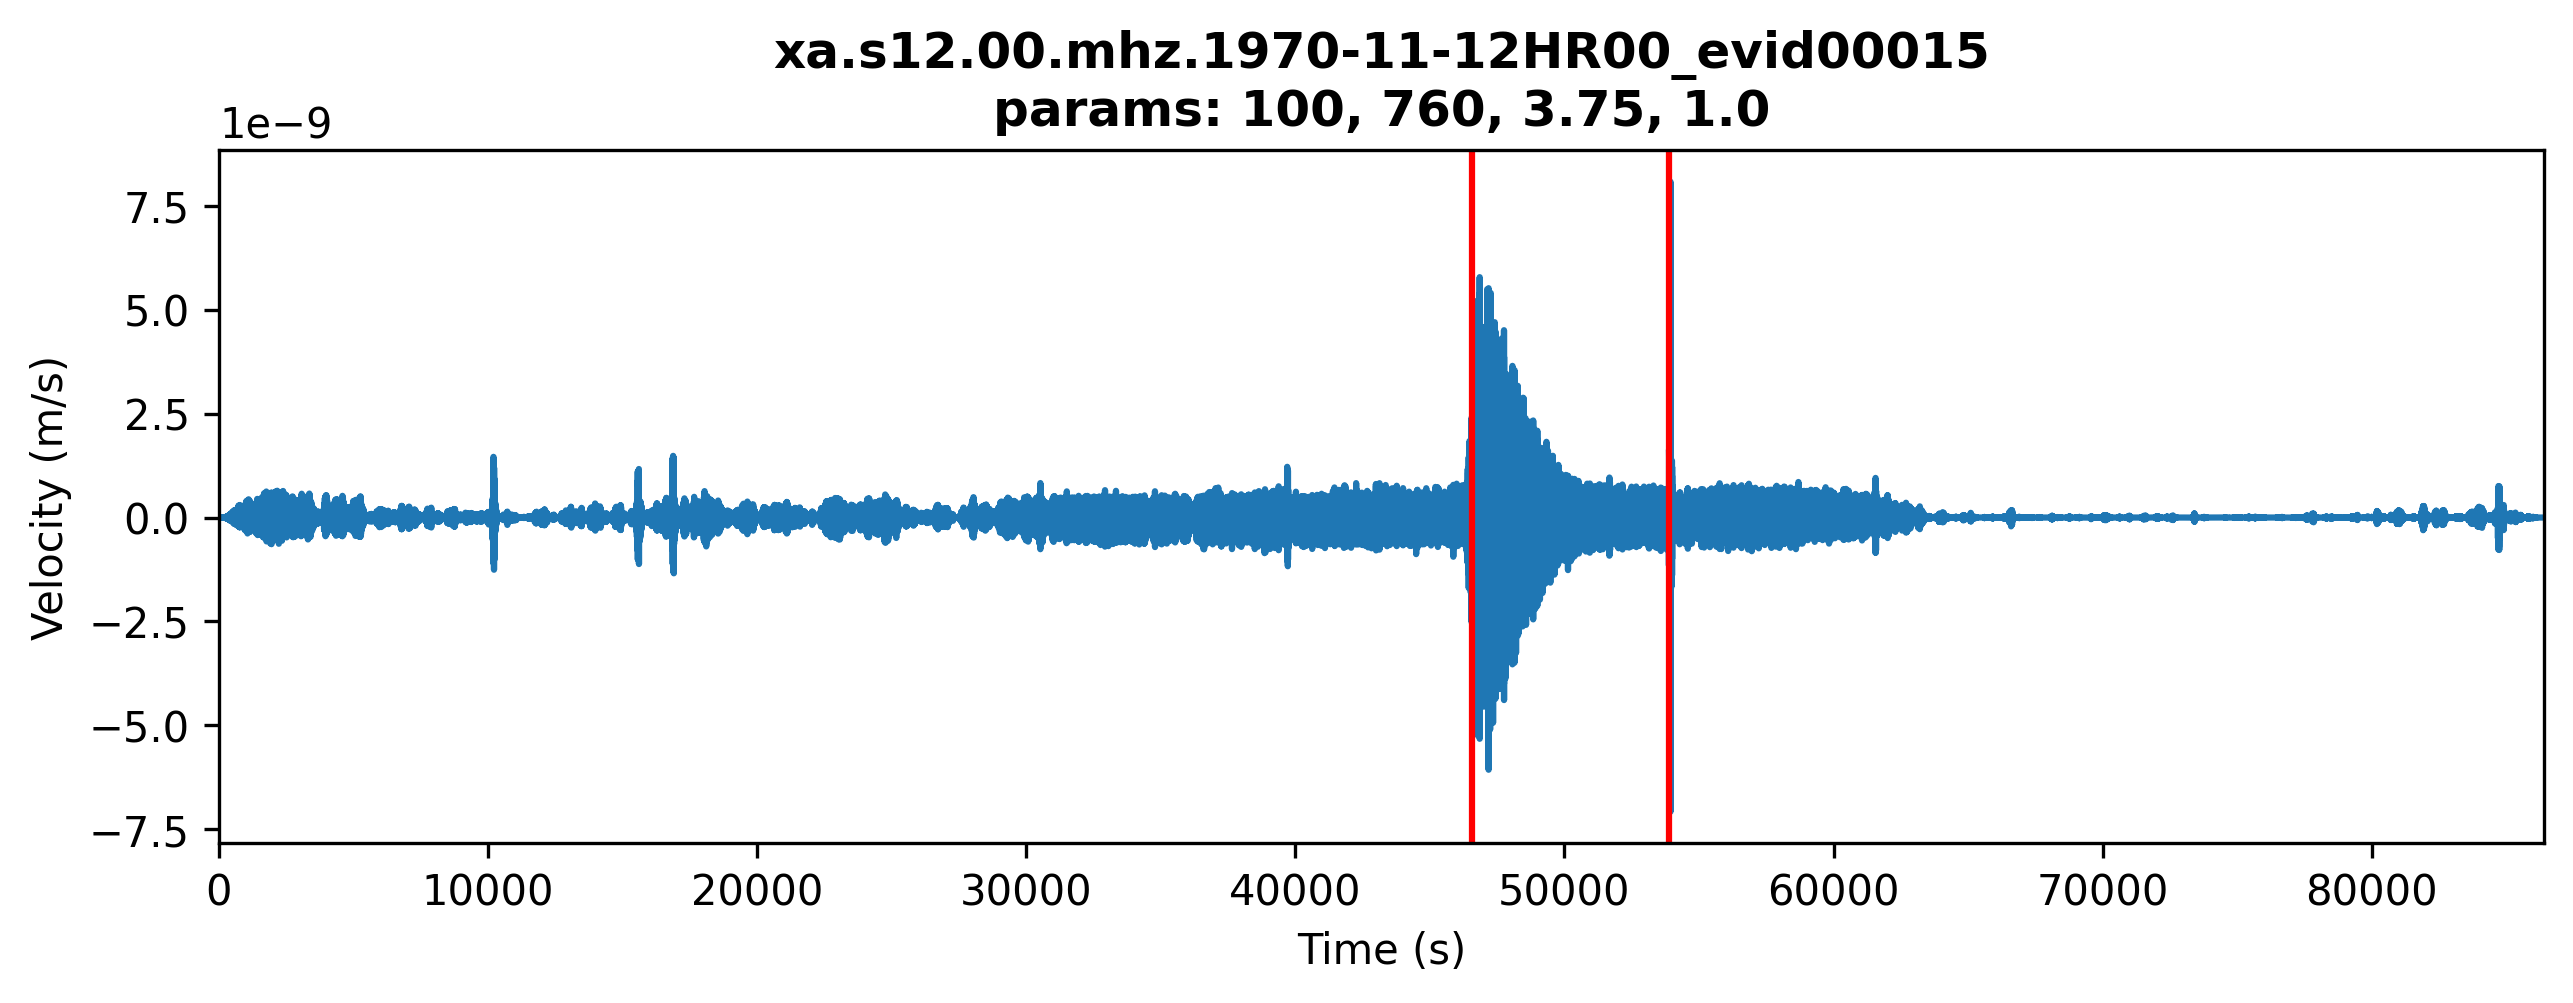 xa.s12.00.mhz.1970-11-12HR00_evid00015
params: 100, 760, 3.75, 1.0
1e−9
7.5
5.0
2.5
0.0
−2.5
−5.0
−7.5
Velocity (m/s)
0 10000 20000 30000 40000 50000 60000 70000 80000
Time (s)